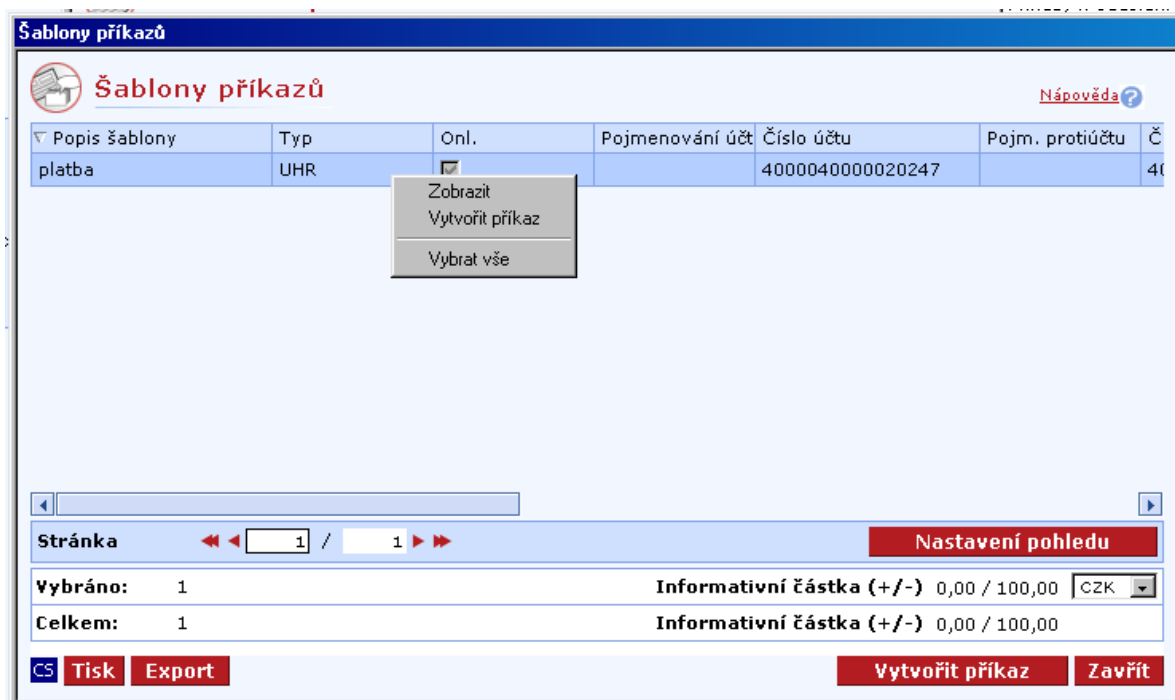 Šablony příkazů
Šablony příkazů
Nápověda
Popis šablony Typ Onl. Pojmenování účt Číslo účtu Pojm. protiúčtu Č
platba UHR 4000040000020247 40
Zobrazit
Vytvořit příkaz
Vybrat vše
Stránka 1 / 1 Nastavení pohledu
Vybráno: 1 Informativní částka (+/-) 0,00 / 100,00 CZK
Celkem: 1 Informativní částka (+/-) 0,00 / 100,00
CS Tisk Export Vytvořit příkaz Zavřít